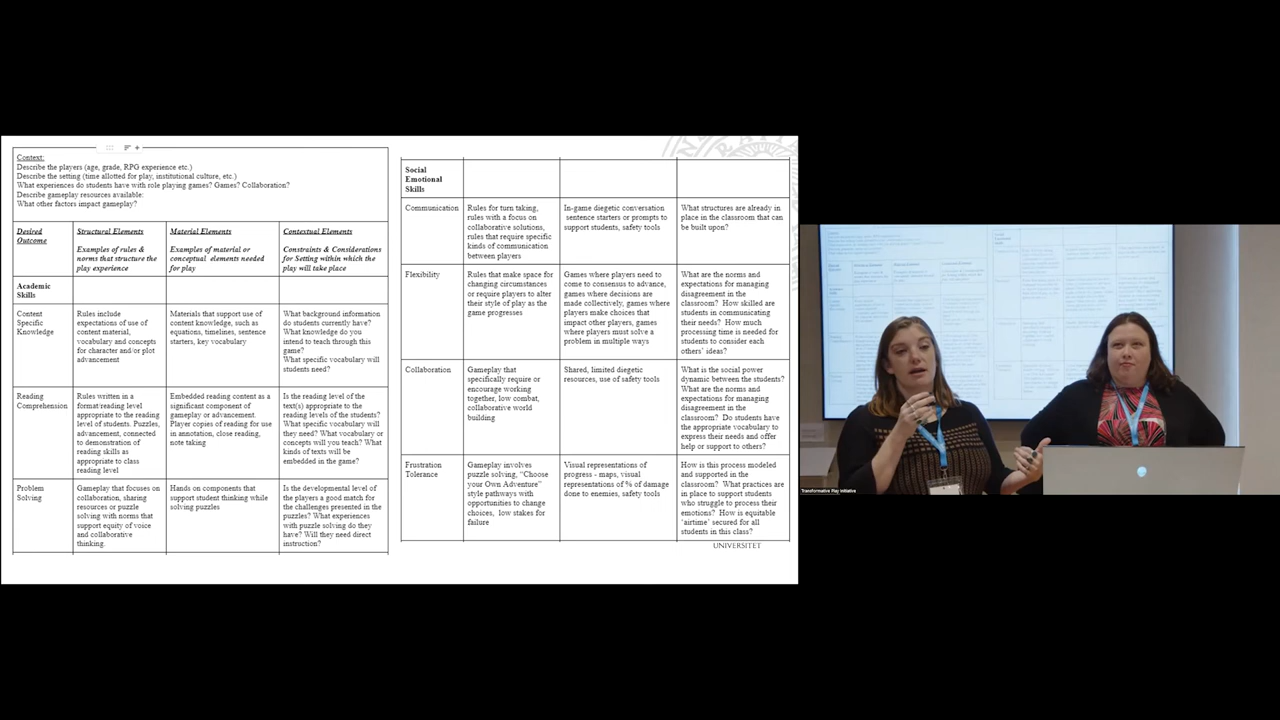 Context:
Describe the players (age, grade, RPG experience etc.)
Describe the setting (time allotted for play, institutional culture, etc.)
What experiences do students have with role playing games? Games? Collaboration?
Describe gameplay resources available:
What other factors impact gameplay?
Desired
Outcome
Structural Elements
Examples of rules &
norms that structure the
play experience
Material Elements
Examples of material or
conceptual elements needed
for play
Contextual Elements
Constraints & Considerations
for Setting within which the
play will take place
Academic
Skills
Content
Specific
Knowledge
Rules include
expectations of use of
content material,
vocabulary and concepts
for character and/or plot
advancement
Materials that support use of
content knowledge, such as
equations, timelines, sentence
starters, key vocabulary
What background information
do students currently have?
What knowledge do you
intend to teach through this
game?
What specific vocabulary will
students need?
Reading
Comprehension
Rules written in a
format/reading level
appropriate to the reading
level of students. Puzzles,
advancement, connected
to demonstration of
reading skills as
appropriate to class
reading level
Embedded reading content as a
significant component of
gameplay or advancement.
Player copies of reading for use
in annotation, close reading,
note taking
Is the reading level of the
text(s) appropriate to the
reading levels of the students?
What specific vocabulary will
they need? What vocabulary or
concepts will you teach? What
kinds of texts will be
embedded in the game?
Problem
Solving
Gameplay that focuses on
collaboration, sharing
resources or puzzle
solving with norms that
support equity of voice
and collaborative
thinking.
Hands on components that
support student thinking while
solving puzzles
Is the developmental level of
the players a good match for
the challenges presented in the
puzzles? What experiences
with puzzle solving do they
have? Will they need direct
instruction?
Social
Emotional
Skills
Communication
Rules for turn taking,
rules with a focus on
collaborative solutions,
rules that require specific
kinds of communication
between players
In-game diegetic conversation
sentence starters or prompts to
support students, safety tools
What structures are already in
place in the classroom that can
be built upon?
Flexibility
Rules that make space for
changing circumstances
or require players to alter
their style of play as the
game progresses
Games where players need to
come to consensus to advance,
games where decisions are
made collectively, games where
players make choices that
impact other players, games
where players must solve a
problem in multiple ways
What are the norms and
expectations for managing
disagreement in the
classroom? How skilled are
students in communicating
their needs? How much
processing time is needed for
students to consider each
others' ideas?
Collaboration
Gameplay that
specifically require or
encourage working
together, low combat,
collaborative world
building
Shared, limited diegetic
resources, use of safety tools
What is the social power
dynamic between the students?
What are the norms and
expectations for managing
disagreement in the
classroom? Do students have
the appropriate vocabulary to
express their needs and offer
help or support to others?
Frustration
Tolerance
Gameplay involves
puzzle solving, "Choose
your Own Adventure"
style pathways with
opportunities to change
choices, low stakes for
failure
Visual representations of
progress - maps, visual
representations of % of damage
done to enemies, safety tools
How is this process modeled
and supported in the
classroom? What practices are
in place to support students
who struggle to process their
emotions? How is equitable
'airtime' secured for all
students in this class?
UNIVERSITET
Transformative Play Initiative